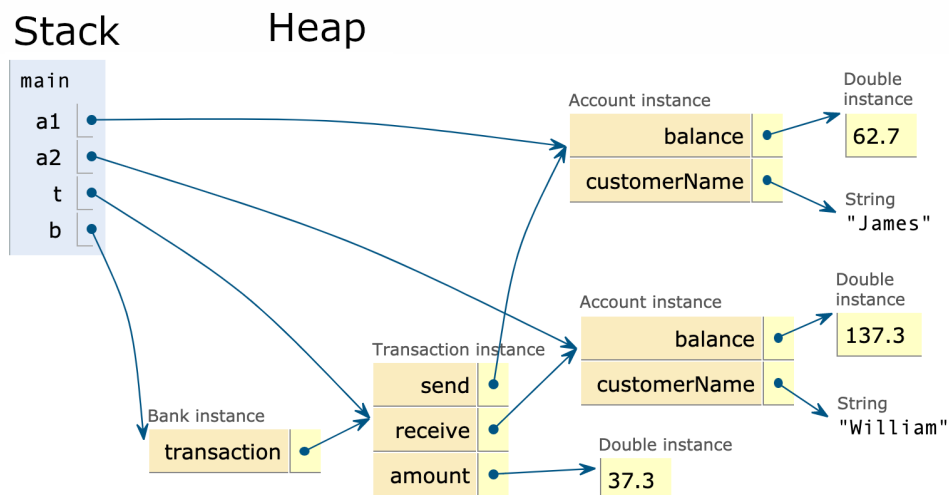 Stack
Heap
main
a1
a2
t
b
Account instance
balance
customerName
Double
instance
62.7
String
"James"
Account instance
balance
customerName
Double
instance
137.3
String
"William"
Transaction instance
send
receive
amount
Bank instance
transaction
Double instance
37.3